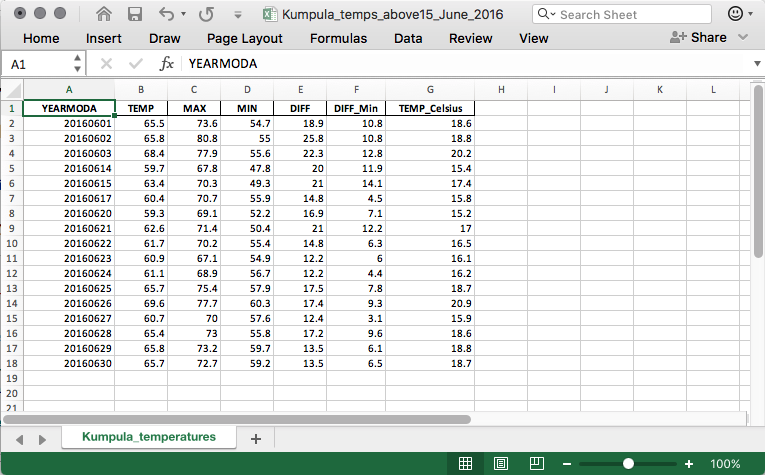 Kumpula_temps_above15_June_2016
Search Sheet
Home Insert Draw Page Layout Formulas Data Review View Share
A1 fx YEARMODA
A B C D E F G H I J K L
1 YEARMODA TEMP MAX MIN DIFF DIFF_Min TEMP_Celsius
2 20160601 65.5 73.6 54.7 18.9 10.8 18.6
3 20160602 65.8 80.8 55 25.8 10.8 18.8
4 20160603 68.4 77.9 55.6 22.3 12.8 20.2
5 20160614 59.7 67.8 47.8 20 11.9 15.4
6 20160615 63.4 70.3 49.3 21 14.1 17.4
7 20160617 60.4 70.7 55.9 14.8 4.5 15.8
8 20160620 59.3 69.1 52.2 16.9 7.1 15.2
9 20160621 62.6 71.4 50.4 21 12.2 17
10 20160622 61.7 70.2 55.4 14.8 6.3 16.5
11 20160623 60.9 67.1 54.9 12.2 6 16.1
12 20160624 61.1 68.9 56.7 12.2 4.4 16.2
13 20160625 65.7 75.4 57.9 17.5 7.8 18.7
14 20160626 69.6 77.7 60.3 17.4 9.3 20.9
15 20160627 60.7 70 57.6 12.4 3.1 15.9
16 20160628 65.4 73 55.8 17.2 9.6 18.6
17 20160629 65.8 73.2 59.7 13.5 6.1 18.8
18 20160630 65.7 72.7 59.2 13.5 6.5 18.7
19
20
21
Kumpula_temperatures
100%